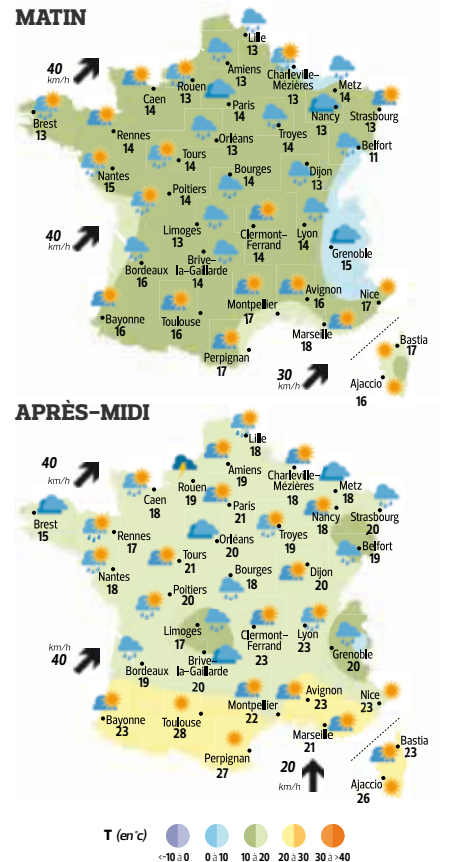 MATIN
Lille
13
40
km/h
Amiens
13
Charleville–
Mézières
13
Rouen
13
Metz
14
Caen
14
Paris
14
Nancy
13
Strasbourg
13
Brest
13
Rennes
14
Orléans
13
Troyes
14
Belfort
11
Tours
14
Nantes
15
Bourges
14
Dijon
13
Poitiers
14
Limoges
13
Clermont–
Ferrand
14
Lyon
14
40
km/h
Grenoble
15
Bordeaux
16
Brive–
la–Gaillarde
14
Avignon
16
Nice
17
Montpellier
17
Bayonne
16
Toulouse
16
Marseille
18
Perpignan
17
Bastia
17
30
km/h
Ajaccio
16
APRÈS–MIDI
Lille
18
40
km/h
Amiens
19
Charleville–
Mézières
18
Rouen
19
Metz
18
Caen
18
Paris
21
Nancy
18
Strasbourg
20
Brest
15
Rennes
17
Orléans
20
Troyes
19
Belfort
19
Tours
21
Nantes
18
Bourges
18
Dijon
20
Poitiers
20
Limoges
17
Clermont–
Ferrand
23
Lyon
23
km/h
40
Grenoble
20
Bordeaux
19
Brive–
la–Gaillarde
20
Avignon
23
Nice
23
Montpellier
22
Bayonne
23
Toulouse
28
Marseille
21
Bastia
23
Perpignan
27
20
km/h
Ajaccio
26
T (en°c)
<-10 à 0
0 à 10
10 à 20
20 à 30
30 à >40